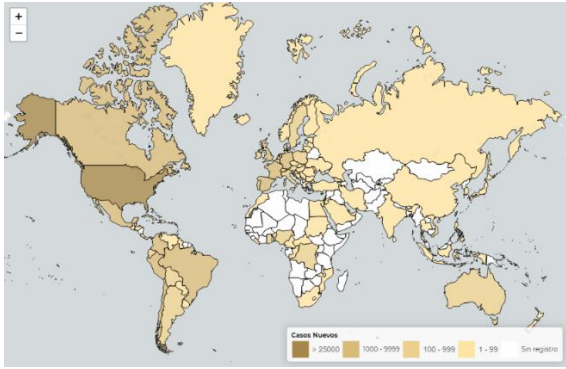 +
−
Casos Nuevos
> 25000 1000 - 9999 100 - 999 1 - 99 Sin registro